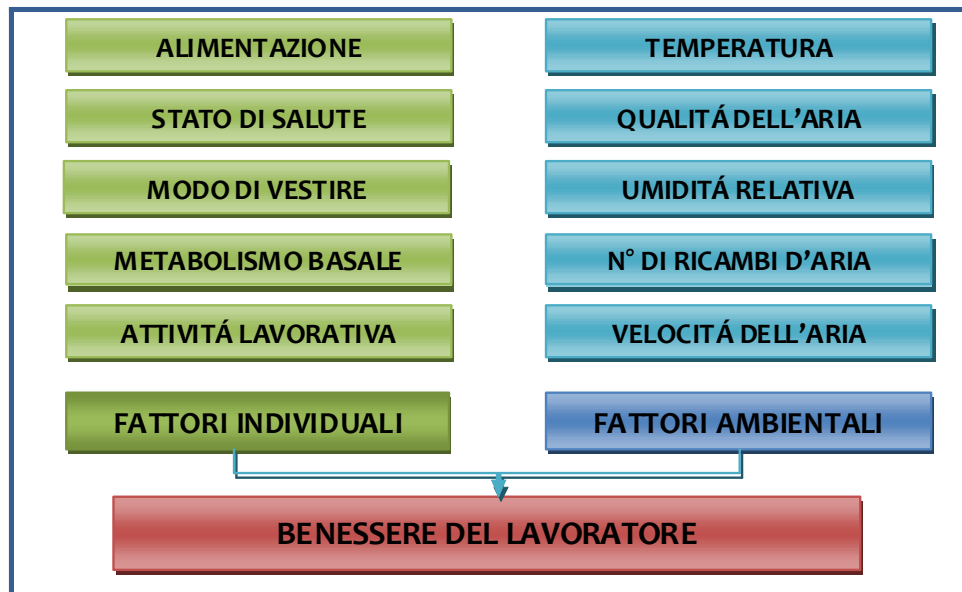 ALIMENTAZIONE
TEMPERATURA
STATO DI SALUTE
QUALITÁ DELL’ARIA
MODO DI VESTIRE
UMIDITÁ RELATIVA
METABOLISMO BASALE
N° DI RICAMBI D’ARIA
ATTIVITÁ LAVORATIVA
VELOCITÁ DELL’ARIA
FATTORI INDIVIDUALI
FATTORI AMBIENTALI
BENESSERE DEL LAVORATORE